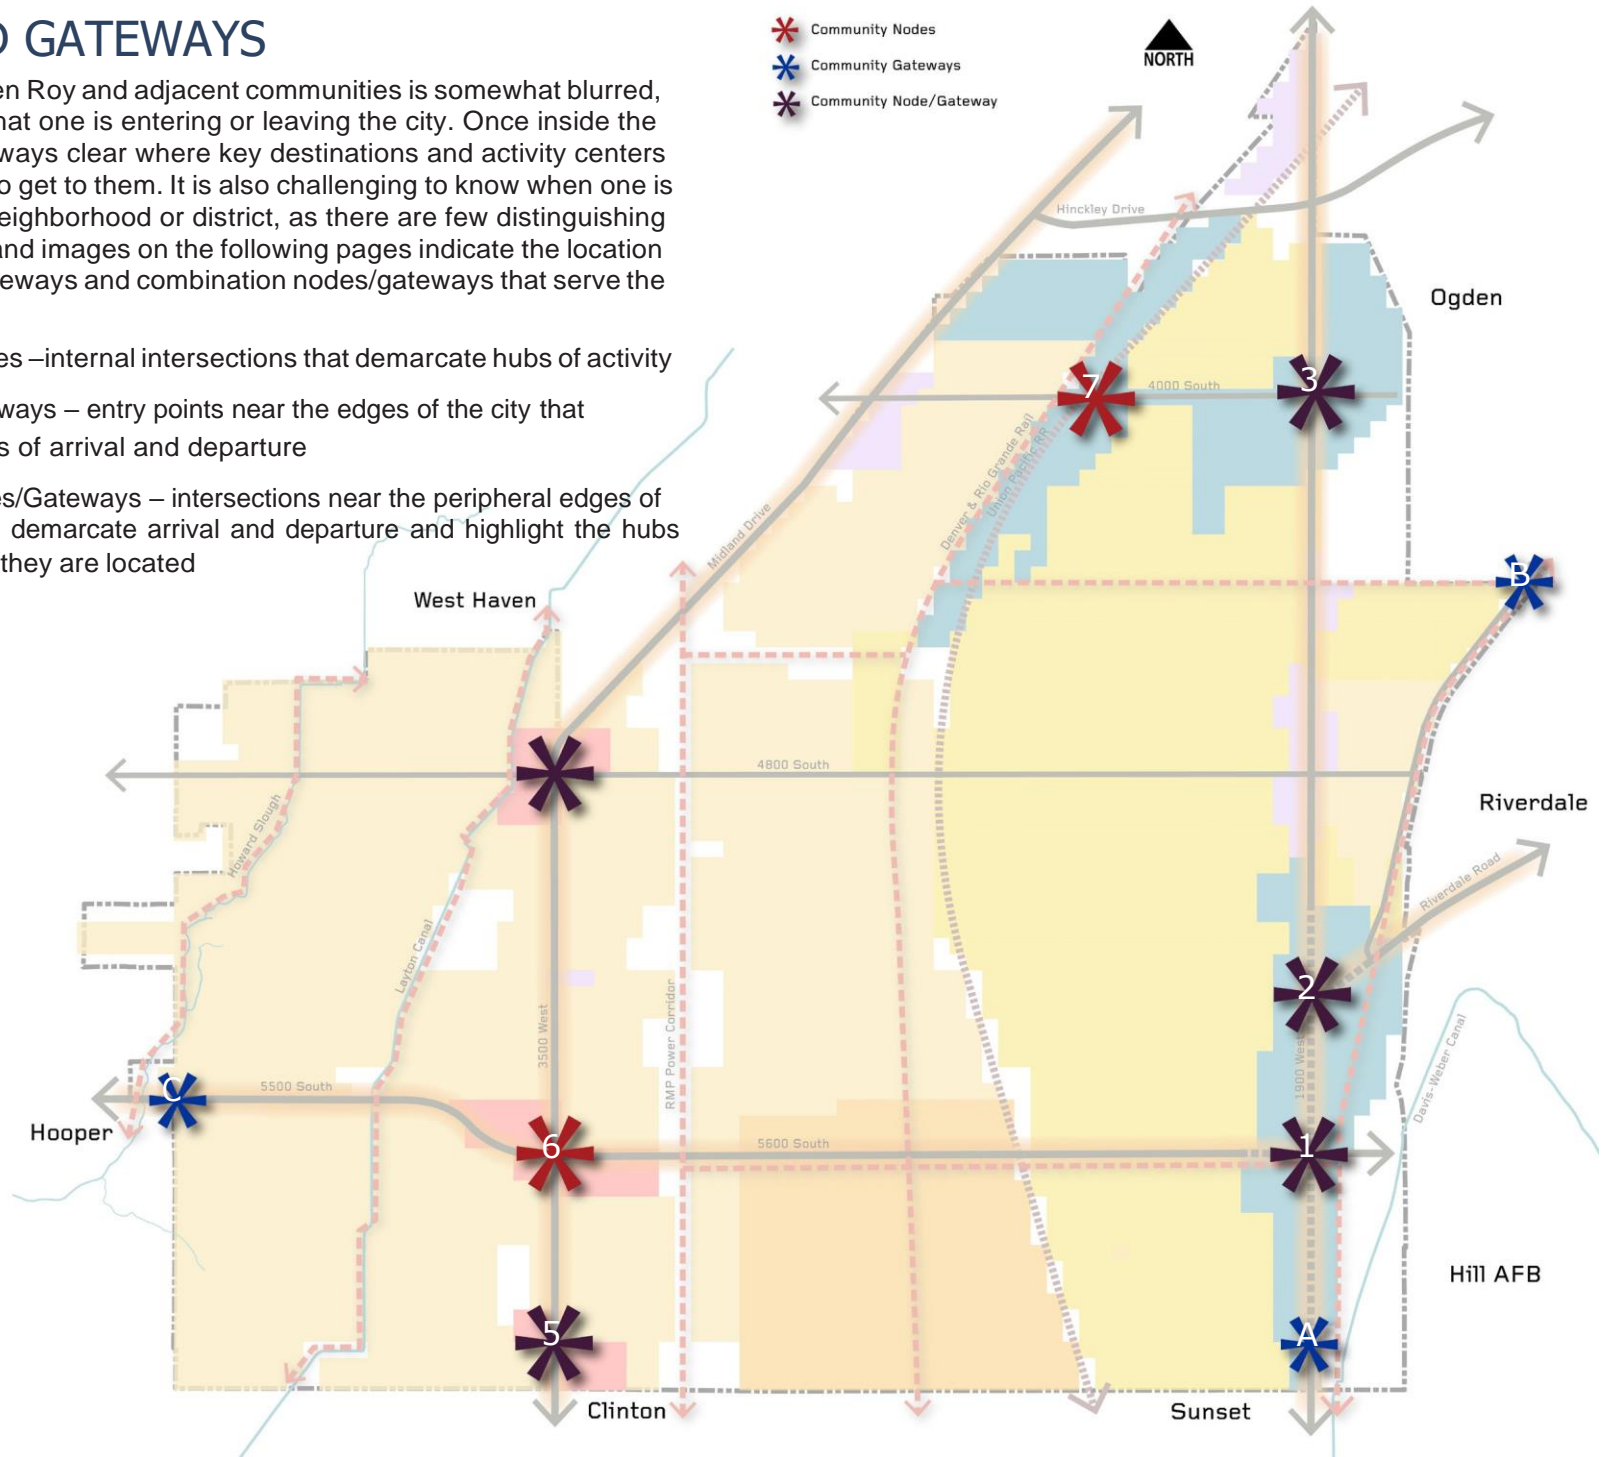 D GATEWAYS
en Roy and adjacent communities is somewhat blurred,
hat one is entering or leaving the city. Once inside the
ways clear where key destinations and activity centers
o get to them. It is also challenging to know when one is
neighborhood or district, as there are few distinguishing
and images on the following pages indicate the location
teways and combination nodes/gateways that serve the
es –internal intersections that demarcate hubs of activity
ways – entry points near the edges of the city that
s of arrival and departure
es/Gateways – intersections near the peripheral edges of
demarcate arrival and departure and highlight the hubs
they are located
Community Nodes
Community Gateways
Community Node/Gateway
NORTH
Hinckley Drive
Ogden
7
4000 South
3
Denver & Rio Grande Rail
Union Pacific RR
Midland Drive
B
West Haven
4800 South
Riverdale
Howard Slough
Riverdale Road
Layton Canal
2
3500 West
RMP Power Corridor
1900 West
Davis-Weber Canal
C
5500 South
Hooper
6
5600 South
1
Hill AFB
5
A
Clinton
Sunset